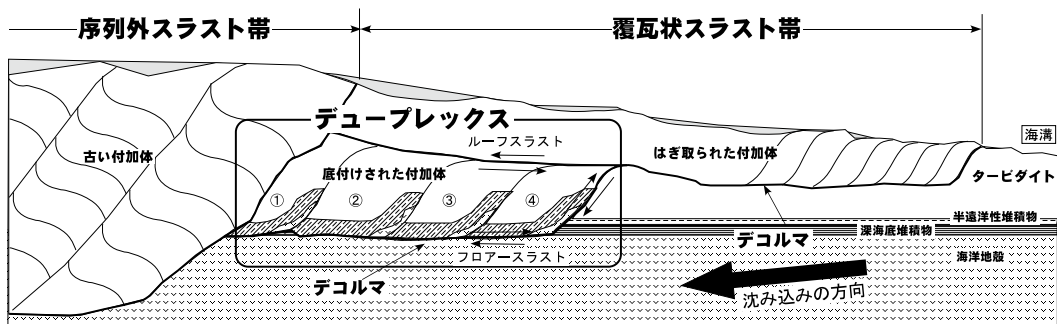 序列外スラスト帯
覆瓦状スラスト帯
デュープレックス
海溝
ルーフスラスト
古い付加体
はぎ取られた付加体
底付けされた付加体
タービダイト
①
②
③
④
半遠洋性堆積物
深海底堆積物
デコルマ
フロアースラスト
海洋地殻
デコルマ
沈み込みの方向